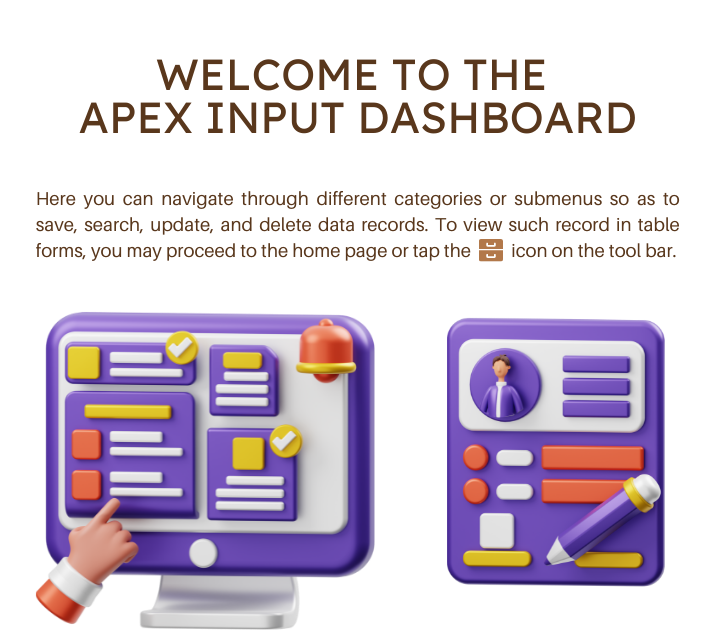 WELCOME TO THE
APEX INPUT DASHBOARD
Here you can navigate through different categories or submenus so as to
save, search, update, and delete data records. To view such record in table
forms, you may proceed to the home page or tap the icon on the tool bar.